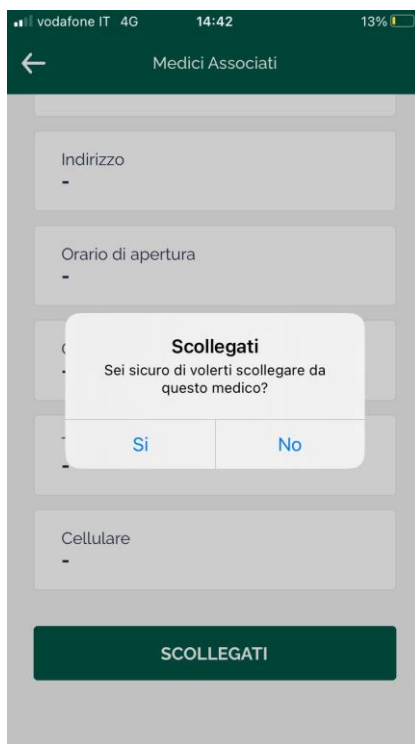 vodafone IT 4G 14:42 13%
Medici Associati
Indirizzo
-
Orario di apertura
-
Scollegati
Sei sicuro di volerti scollegare da
questo medico?
Si No
-
Cellulare
-
SCOLLEGATI